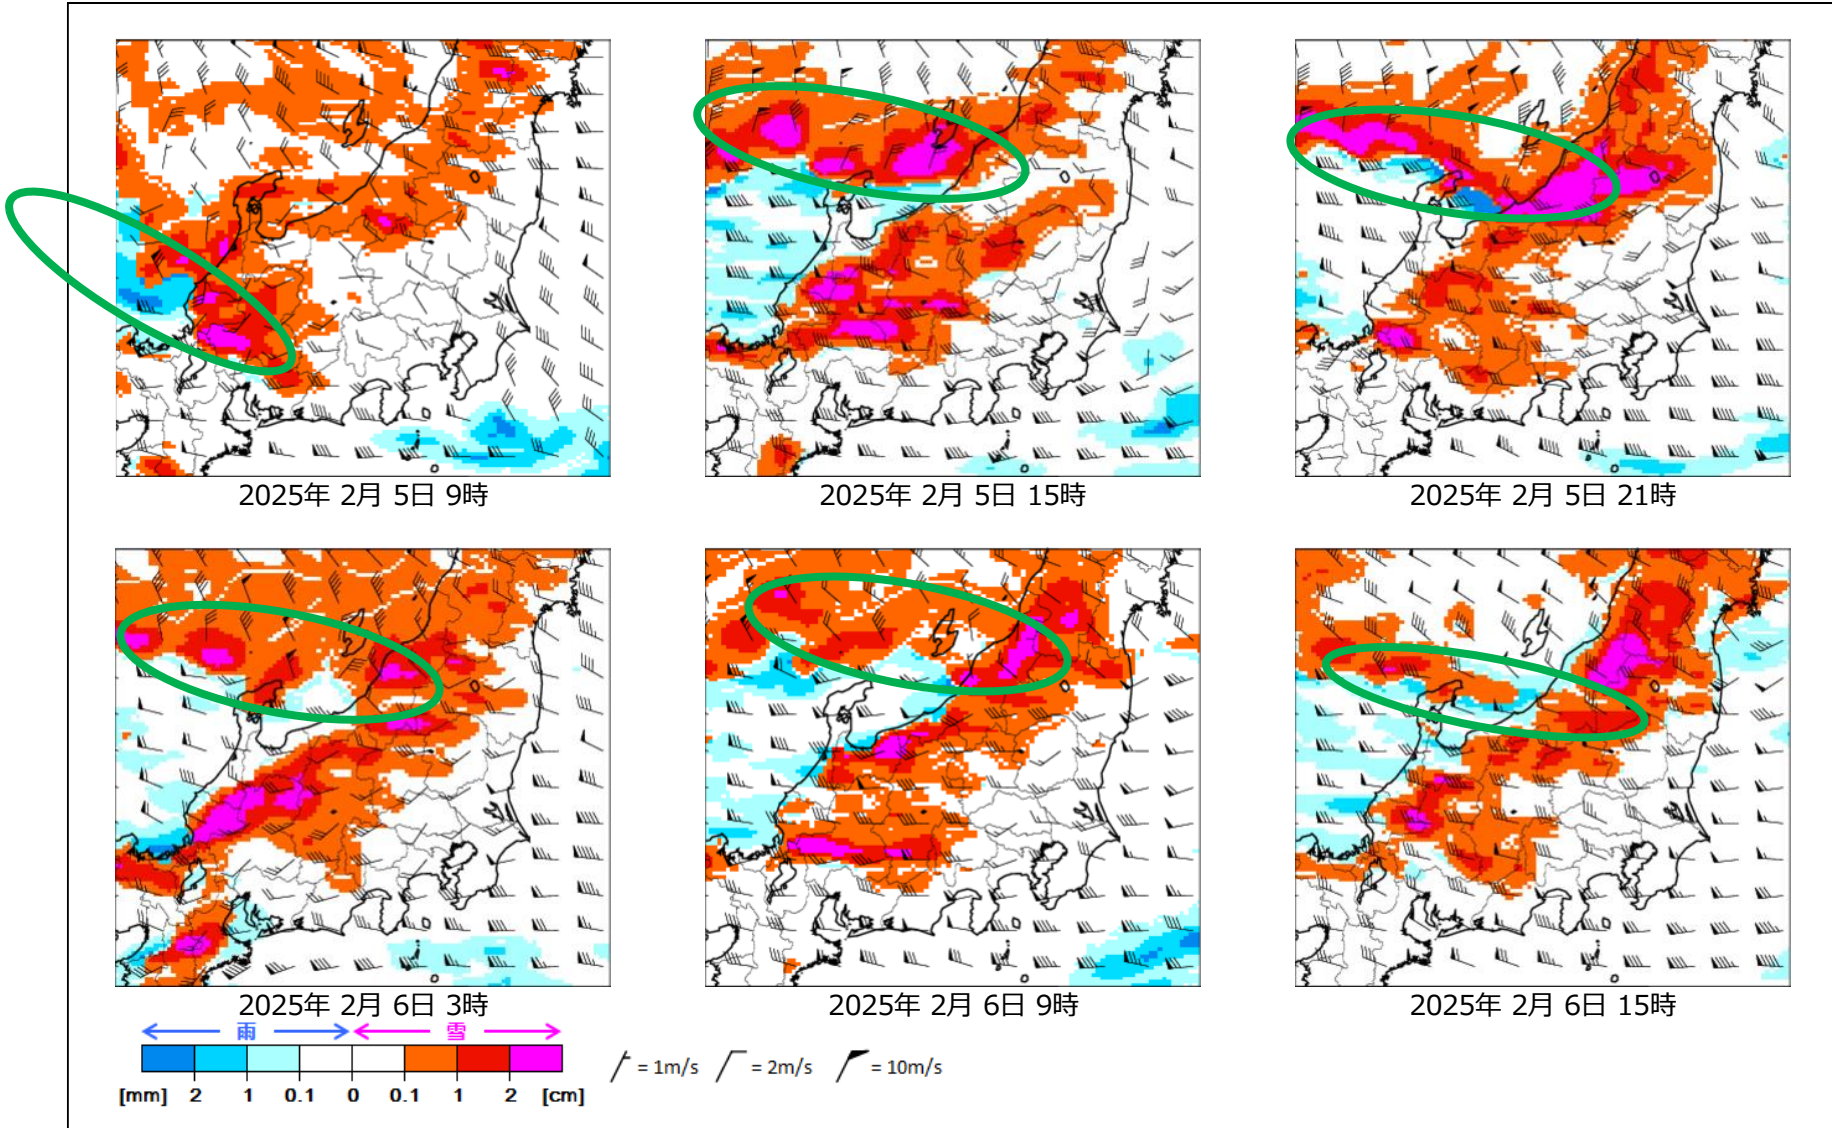 2025年 2月 5日 9時
2025年 2月 5日 15時
2025年 2月 5日 21時
2025年 2月 6日 3時
2025年 2月 6日 9時
2025年 2月 6日 15時
雨 雪
[mm] 2 1 0.1 0 0.1 1 2 [cm]
= 1m/s = 2m/s = 10m/s